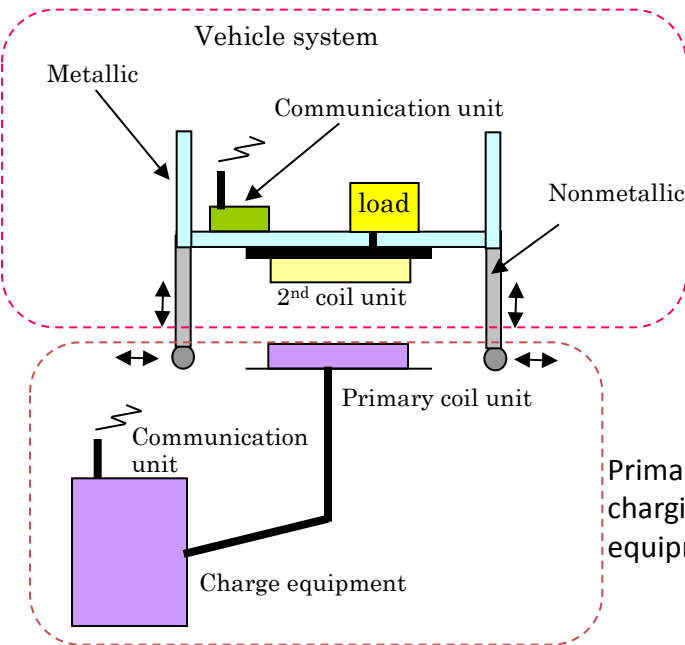 Vehicle system
Metallic
Communication unit
load
Nonmetallic
2nd coil unit
Primary coil unit
Communication
unit
Charge equipment